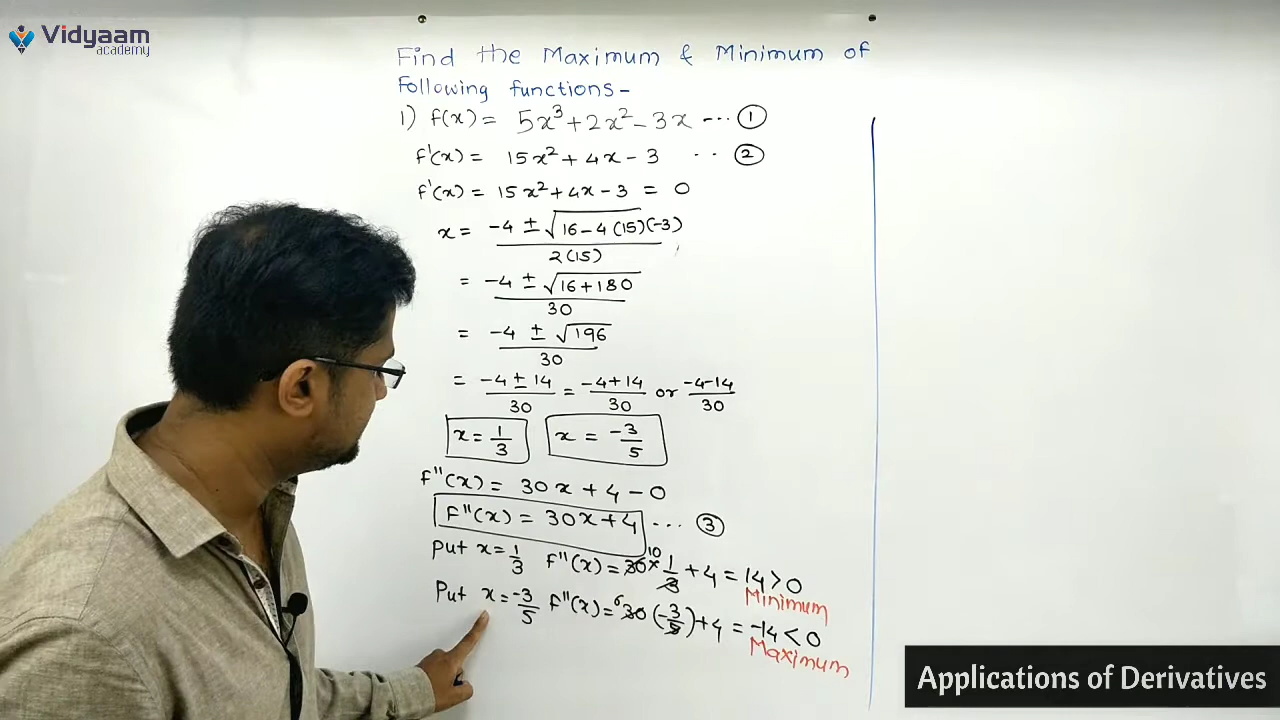 Vidyaam
academy
Find the Maximum & Minimum of
Following functions-
1) f(x) = 5x³ + 2x² - 3x --- ①
f'(x) = 15x² + 4x - 3 -- ②
f'(x) = 15x² + 4x - 3 = 0
x = (-4 ± √(16 - 4(15)(-3)) / 2(15)
= (-4 ± √(16 + 180)) / 30
= (-4 ± √196) / 30
= (-4 ± 14) / 30 = (-4 + 14) / 30 or (-4 - 14) / 30
x = 1/3 x = -3/5
f''(x) = 30x + 4 - 0
f''(x) = 30x + 4 --- ③
Put x = 1/3 f''(x) = 30 10 × 1/3 + 4 = 14 > 0
Minimum
Put x = -3/5 f''(x) = 6 30 (-3/5) + 4 = -14 < 0
Maximum
Applications of Derivatives